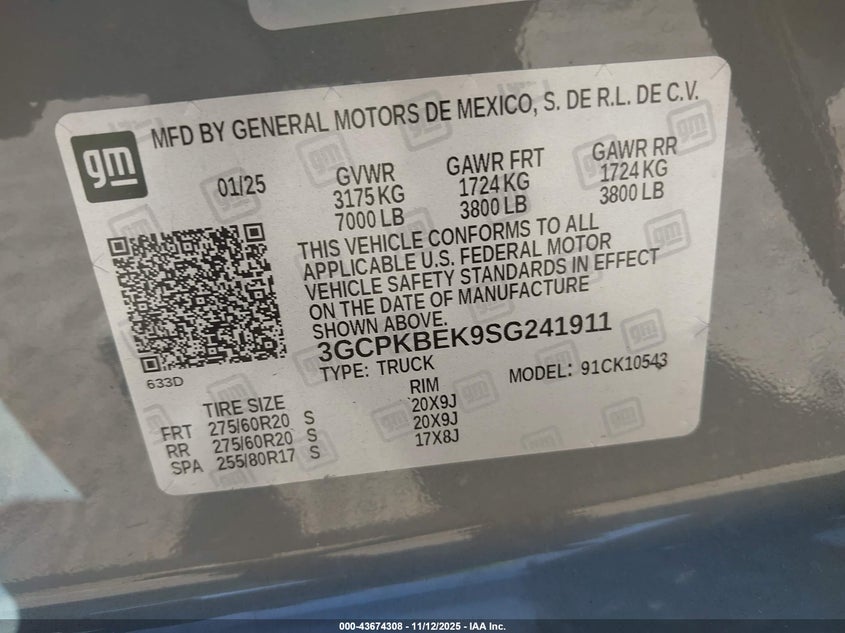 gm
MFD BY GENERAL MOTORS DE MEXICO, S. DE R.L. DE C.V.
01/25
GVWR
3175 KG
7000 LB
GAWR FRT
1724 KG
3800 LB
GAWR RR
1724 KG
3800 LB
THIS VEHICLE CONFORMS TO ALL
APPLICABLE U.S. FEDERAL MOTOR
VEHICLE SAFETY STANDARDS IN EFFECT
ON THE DATE OF MANUFACTURE
SHOWN ABOVE.
3GCPKBEK9SG241911
TYPE: TRUCK
MODEL: 91CK10543
633D
TIRE SIZE RIM
FRT 275/60R20 S 20X9J
RR 275/60R20 S 20X9J
SPA 255/80R17 S 17X8J
000-43674308 - 11/12/2025 - IAA Inc.